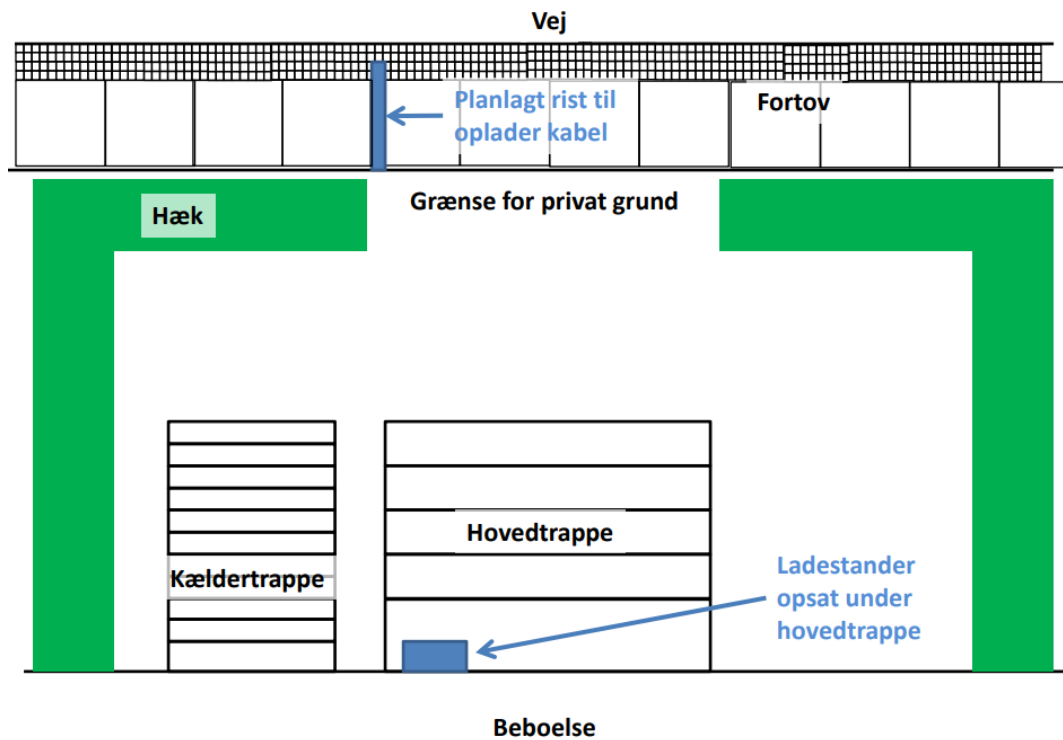 Vej
Planlagt rist til
oplader kabel
Fortov
Grænse for privat grund
Hæk
Hovedtrappe
Kældertrappe
Ladestander
opsat under
hovedtrappe
Beboelse